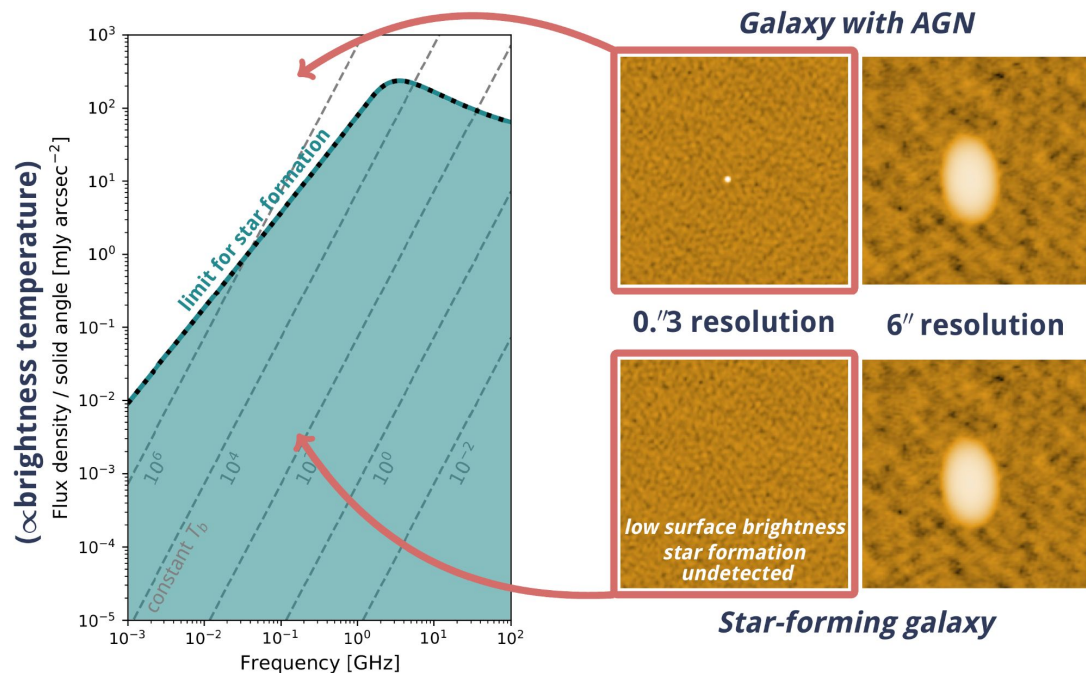 Galaxy with AGN
(∝brightness temperature)
Flux density / solid angle [mJy arcsec⁻²]
10³
10²
10¹
10⁰
10⁻¹
10⁻²
10⁻³
10⁻⁴
10⁻⁵
limit for star formation
constant T_b
10⁶
10⁴
10⁰
10⁻²
10⁻³
10⁻²
10⁻¹
10⁰
10¹
10²
Frequency [GHz]
0.″3 resolution
6″ resolution
low surface brightness
star formation
undetected
Star-forming galaxy